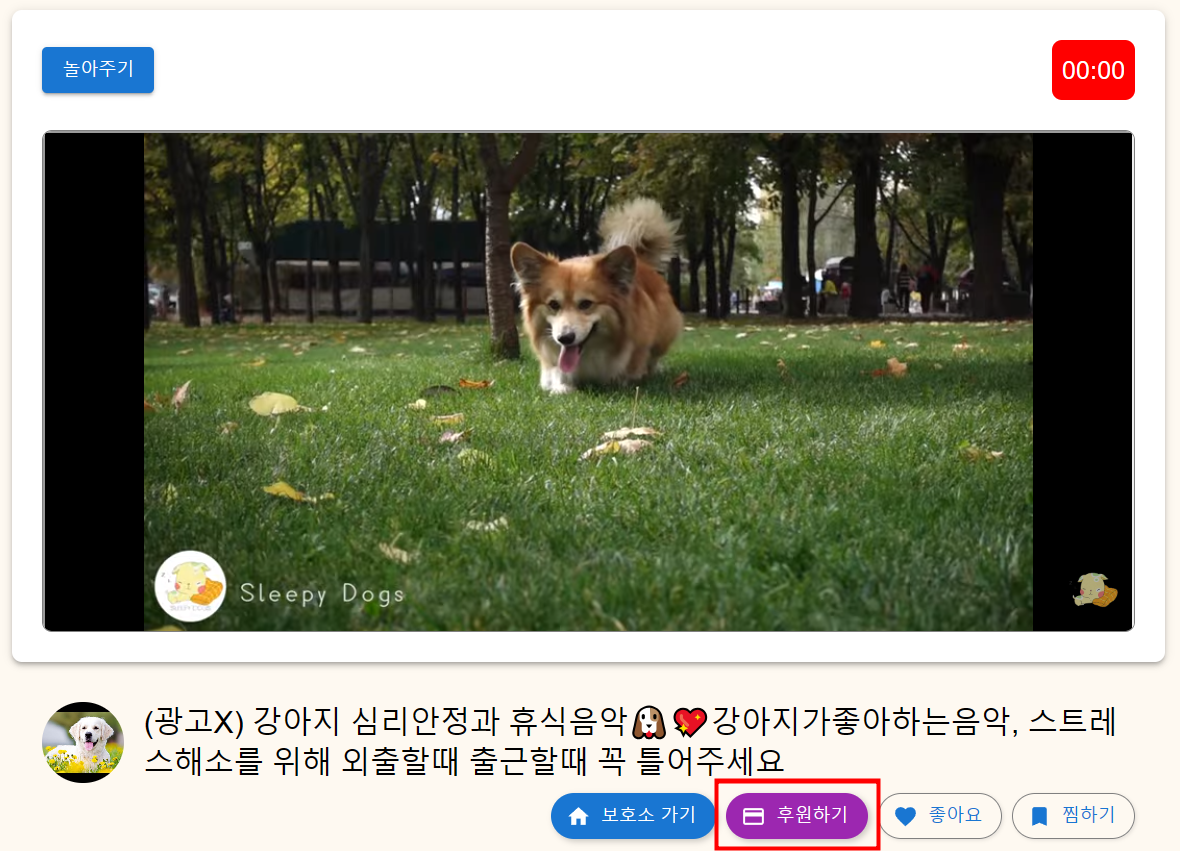 놀아주기
00:00
Sleepy Dogs
(광고X) 강아지 심리안정과 휴식음악🐶💖강아지가좋아하는음악, 스트레
스해소를 위해 외출할때 출근할때 꼭 틀어주세요
보호소 가기
후원하기
좋아요
찜하기